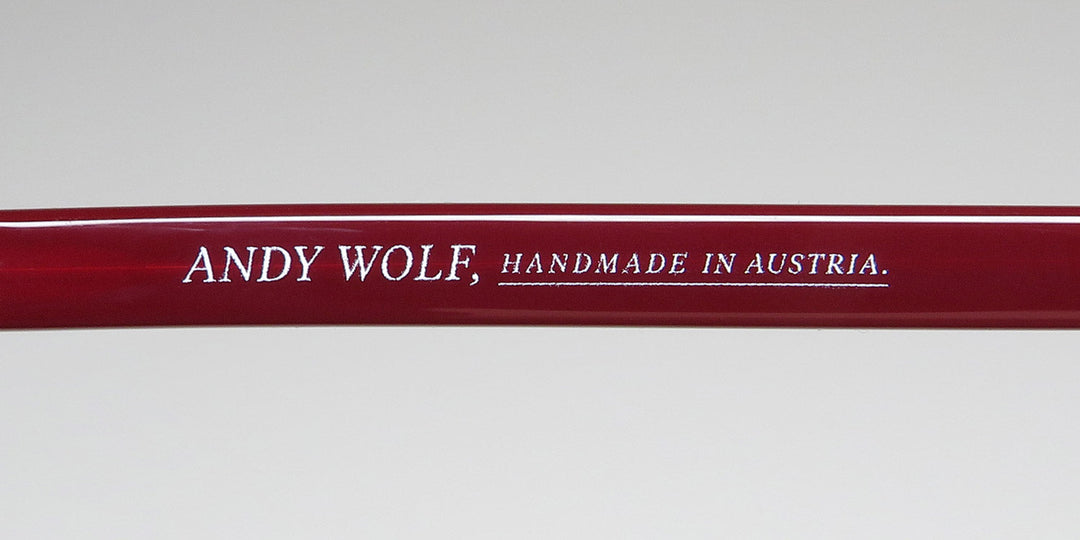 ANDY WOLF, HANDMADE IN AUSTRIA.